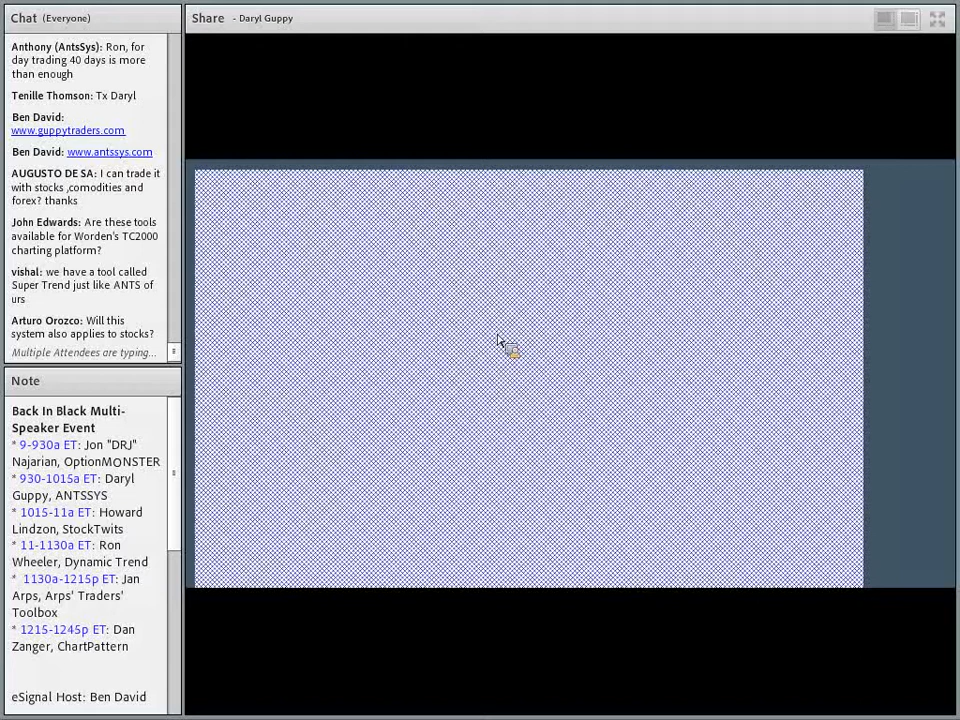 Chat (Everyone)
Anthony (AntsSys): Ron, for
day trading 40 days is more
than enough
Tenille Thomson: Tx Daryl
Ben David:
www.guppytraders.com
Ben David: www.antssys.com
AUGUSTO DE SA: I can trade it
with stocks ,comodities and
forex? thanks
John Edwards: Are these tools
available for Worden's TC2000
charting platform?
vishal: we have a tool called
Super Trend just like ANTS of
urs
Arturo Orozco: Will this
system also applies to stocks?
Multiple Attendees are typing...
Note
Back In Black Multi-
Speaker Event
* 9-930a ET: Jon "DRJ"
Najarian, OptionMONSTER
* 930-1015a ET: Daryl
Guppy, ANTSSYS
* 1015-11a ET: Howard
Lindzon, StockTwits
* 11-1130a ET: Ron
Wheeler, Dynamic Trend
* 1130a-1215p ET: Jan
Arps, Arps' Traders'
Toolbox
* 1215-1245p ET: Dan
Zanger, ChartPattern
eSignal Host: Ben David
Share - Daryl Guppy